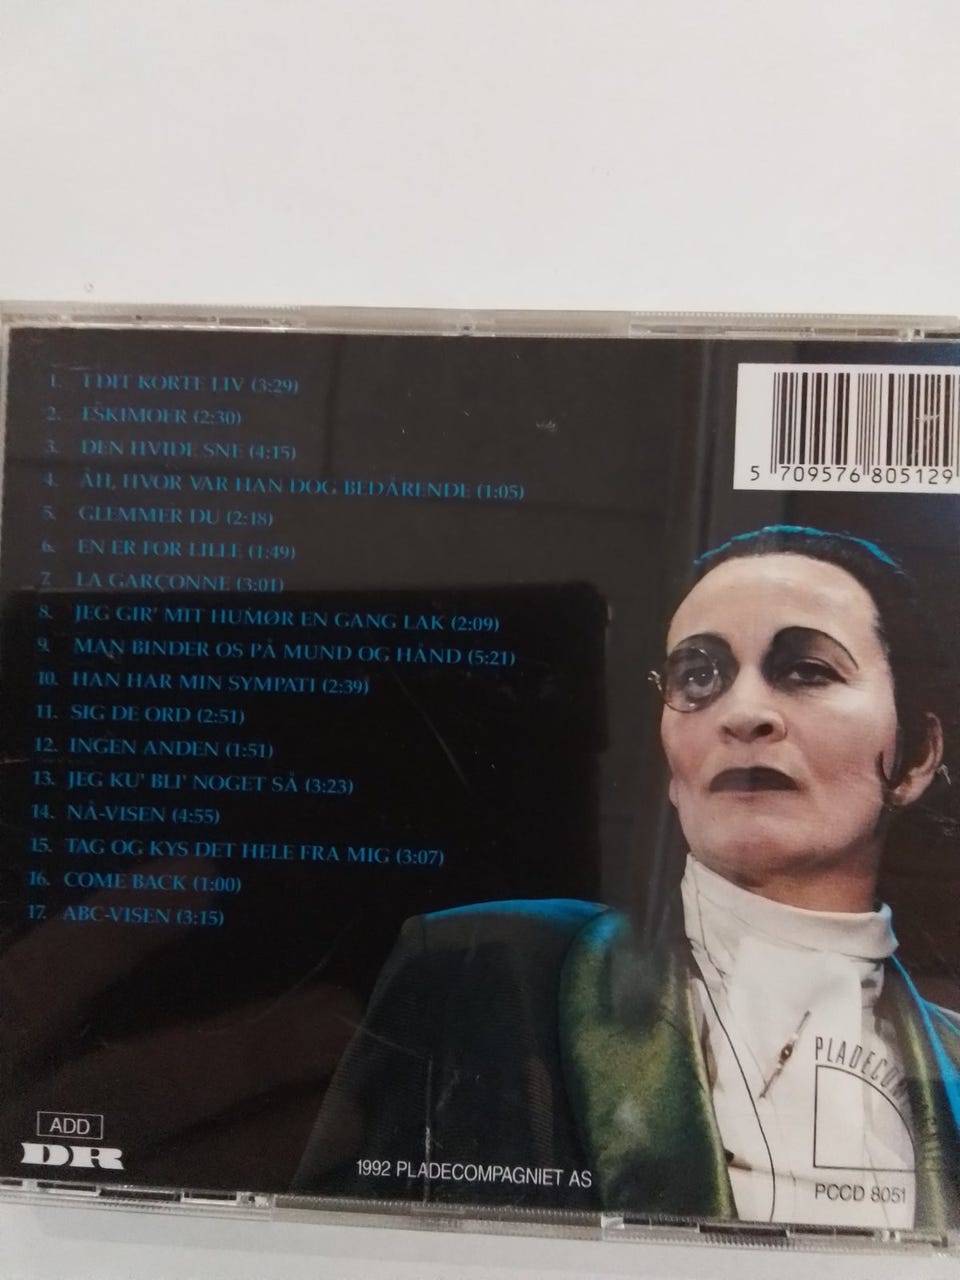 1. I DIT KORTE LIV (3:29)
2. ESKIMOER (2:30)
3. DEN HVIDE SNE (4:15)
4. ÅH, HVOR VAR HAN DOG BEDÅRENDE (1:05)
5. GLEMMER DU (2:18)
6. EN ER FOR LILLE (1:49)
7. LA GARÇONNE (3:01)
8. JEG GIR' MIT HUMØR EN GANG LAK (2:09)
9. MAN BINDER OS PÅ MUND OG HÅND (5:21)
10. HAN HAR MIN SYMPATI (2:39)
11. SIG DE ORD (2:51)
12. INGEN ANDEN (1:51)
13. JEG KU' BLI' NOGET SÅ (3:23)
14. NÅ-VISEN (4:55)
15. TAG OG KYS DET HELE FRA MIG (3:07)
16. COME BACK (1:00)
17. ABC-VISEN (3:15)
5 709576 805129
ADD
DR
1992 PLADECOMPAGNIET AS
PCCD 8051